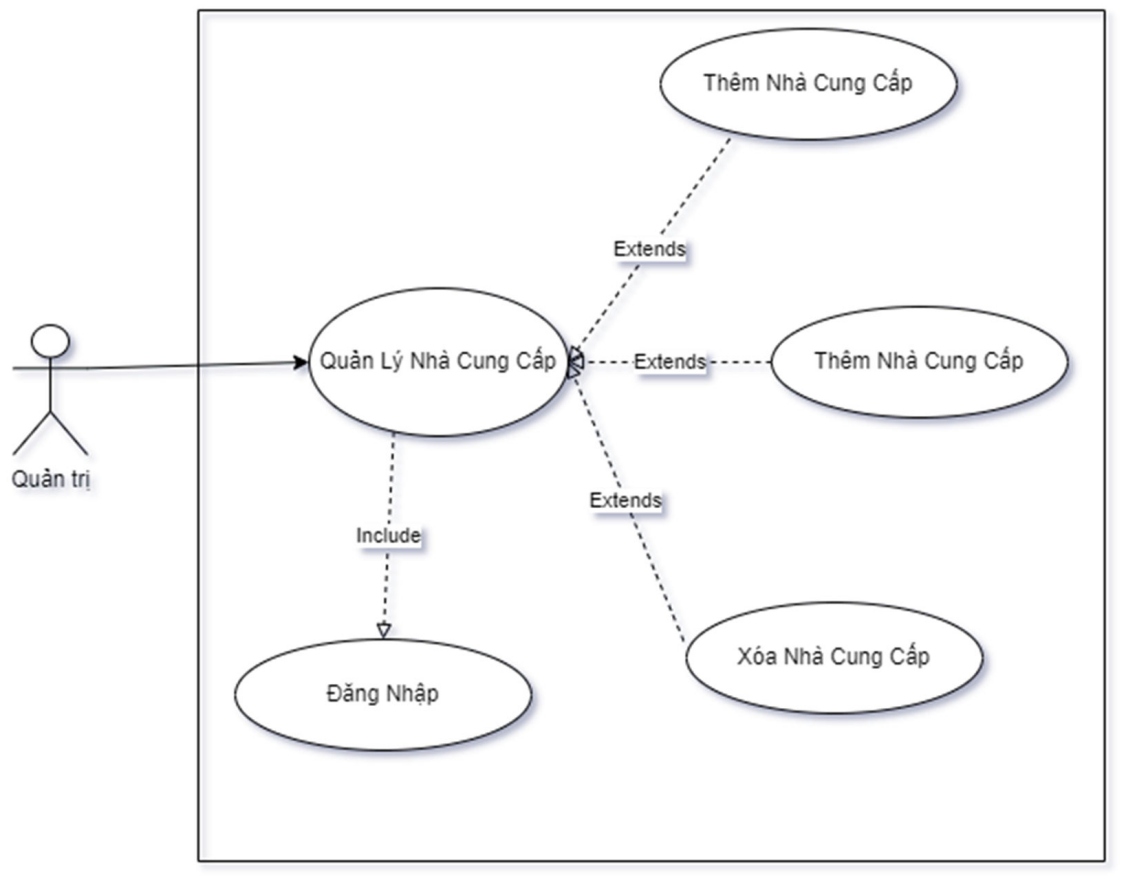 Thêm Nhà Cung Cấp
Extends
Quản Lý Nhà Cung Cấp
Extends
Thêm Nhà Cung Cấp
Quản trị
Extends
Include
Xóa Nhà Cung Cấp
Đăng Nhập